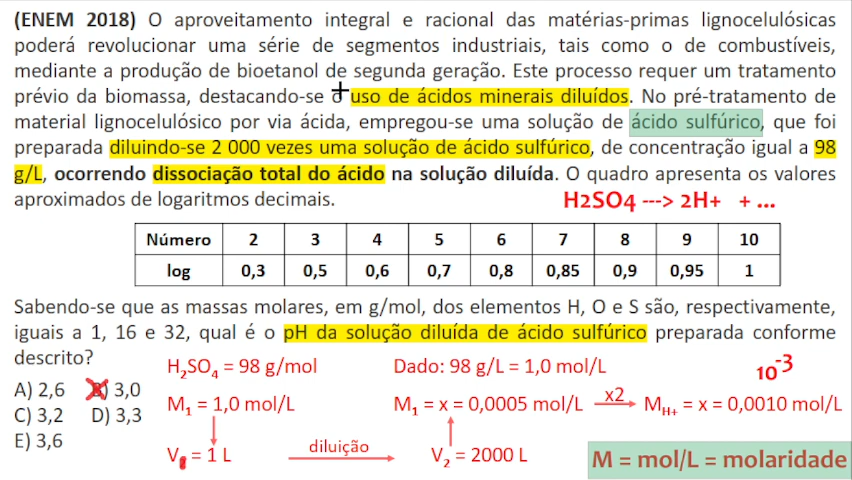 (ENEM 2018) O aproveitamento integral e racional das matérias-primas lignocelulósicas
poderá revolucionar uma série de segmentos industriais, tais como o de combustíveis,
mediante a produção de bioetanol de segunda geração. Este processo requer um tratamento
prévio da biomassa, destacando-se o uso de ácidos minerais diluídos. No pré-tratamento de
material lignocelulósico por via ácida, empregou-se uma solução de ácido sulfúrico, que foi
preparada diluindo-se 2 000 vezes uma solução de ácido sulfúrico, de concentração igual a 98
g/L, ocorrendo dissociação total do ácido na solução diluída. O quadro apresenta os valores
aproximados de logaritmos decimais.
H2SO4 ---> 2H+ + ...
Número 2 3 4 5 6 7 8 9 10
log 0,3 0,5 0,6 0,7 0,8 0,85 0,9 0,95 1
Sabendo-se que as massas molares, em g/mol, dos elementos H, O e S são, respectivamente,
iguais a 1, 16 e 32, qual é o pH da solução diluída de ácido sulfúrico preparada conforme
descrito?
A) 2,6 B) 3,0
C) 3,2 D) 3,3
E) 3,6
H₂SO₄ = 98 g/mol Dado: 98 g/L = 1,0 mol/L 10⁻³
M₁ = 1,0 mol/L M₁ = x = 0,0005 mol/L x2 M_H+ = x = 0,0010 mol/L
V₁ = 1 L diluição V₂ = 2000 L
M = mol/L = molaridade